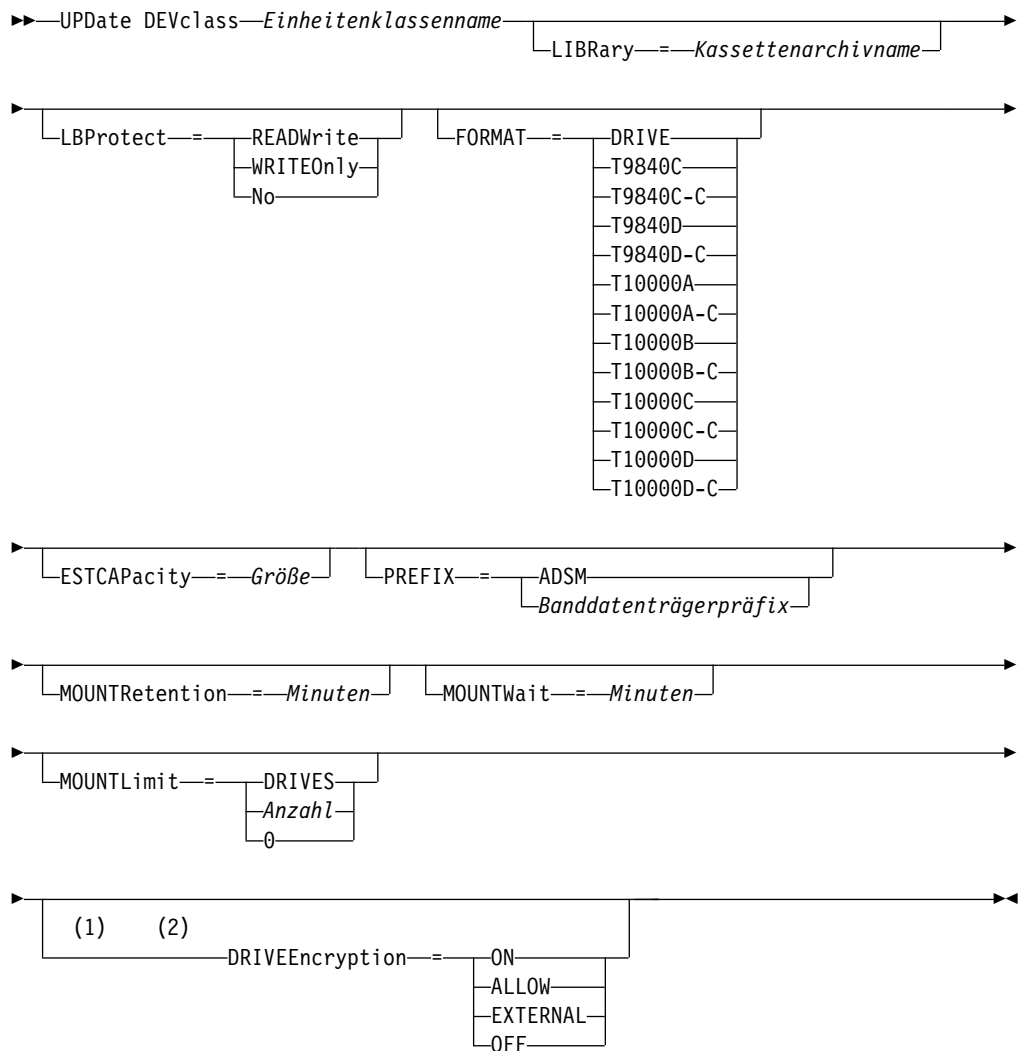 UPDate DEVclass Einheitenklassenname
LIBRary = Kassettenarchivname
LBProtect = READWrite
WRITEOnly
No
FORMAT = DRIVE
T9840C
T9840C-C
T9840D
T9840D-C
T10000A
T10000A-C
T10000B
T10000B-C
T10000C
T10000C-C
T10000D
T10000D-C
ESTCAPacity = Größe
PREFIX = ADSM
Banddatenträgerpräfix
MOUNTRetention = Minuten
MOUNTWait = Minuten
MOUNTLimit = DRIVES
Anzahl
0
(1) (2)
DRIVEEncryption = ON
ALLOW
EXTERNAL
OFF